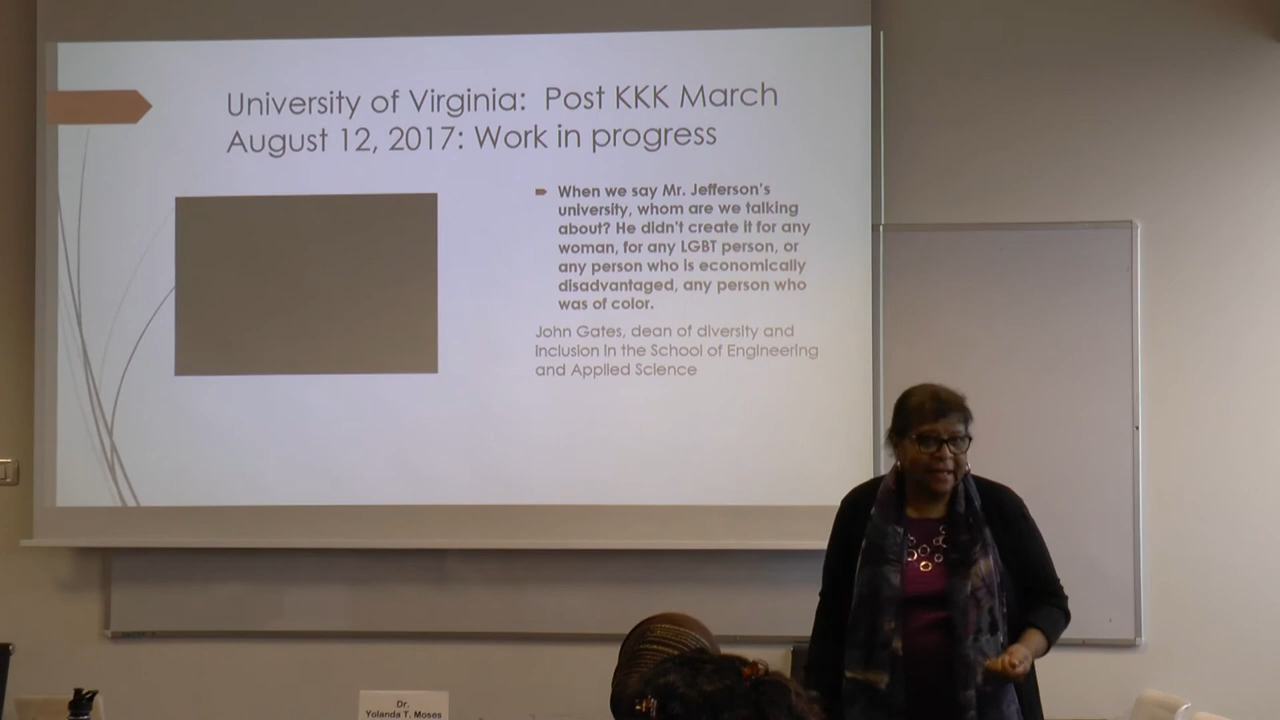 University of Virginia: Post KKK March
August 12, 2017: Work in progress
When we say Mr. Jefferson's
university, whom are we talking
about? He didn't create it for any
woman, for any LGBT person, or
any person who is economically
disadvantaged, any person who
was of color.
John Gates, dean of diversity and
inclusion in the School of Engineering
and Applied Science
Dr.
Yolanda T. Moses